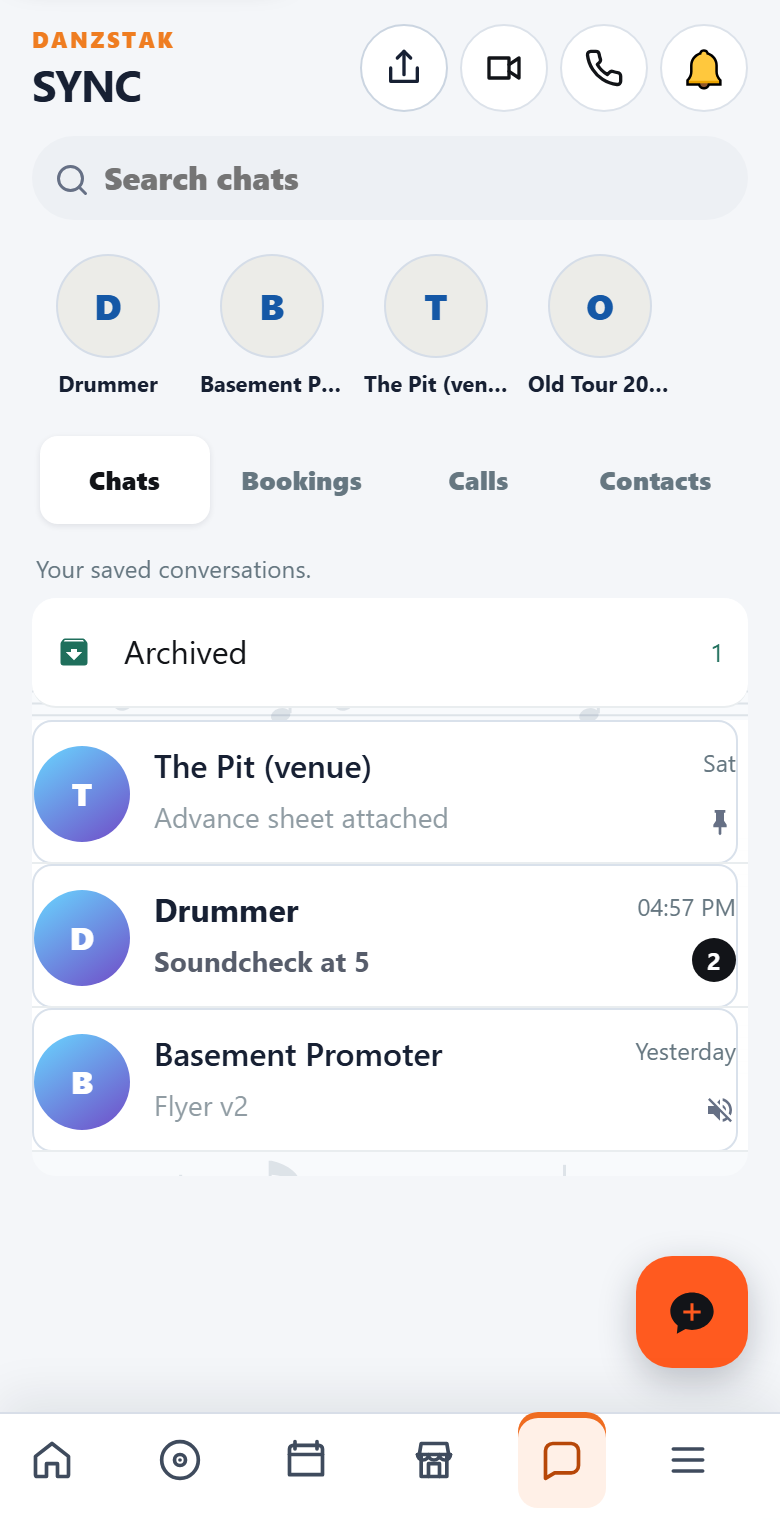 DANZSTAK
SYNC
Search chats
D
B
T
O
Drummer
Basement P...
The Pit (ven...
Old Tour 20...
Chats
Bookings
Calls
Contacts
Your saved conversations.
Archived
1
T
The Pit (venue)
Sat
Advance sheet attached
D
Drummer
04:57 PM
Soundcheck at 5
2
B
Basement Promoter
Yesterday
Flyer v2